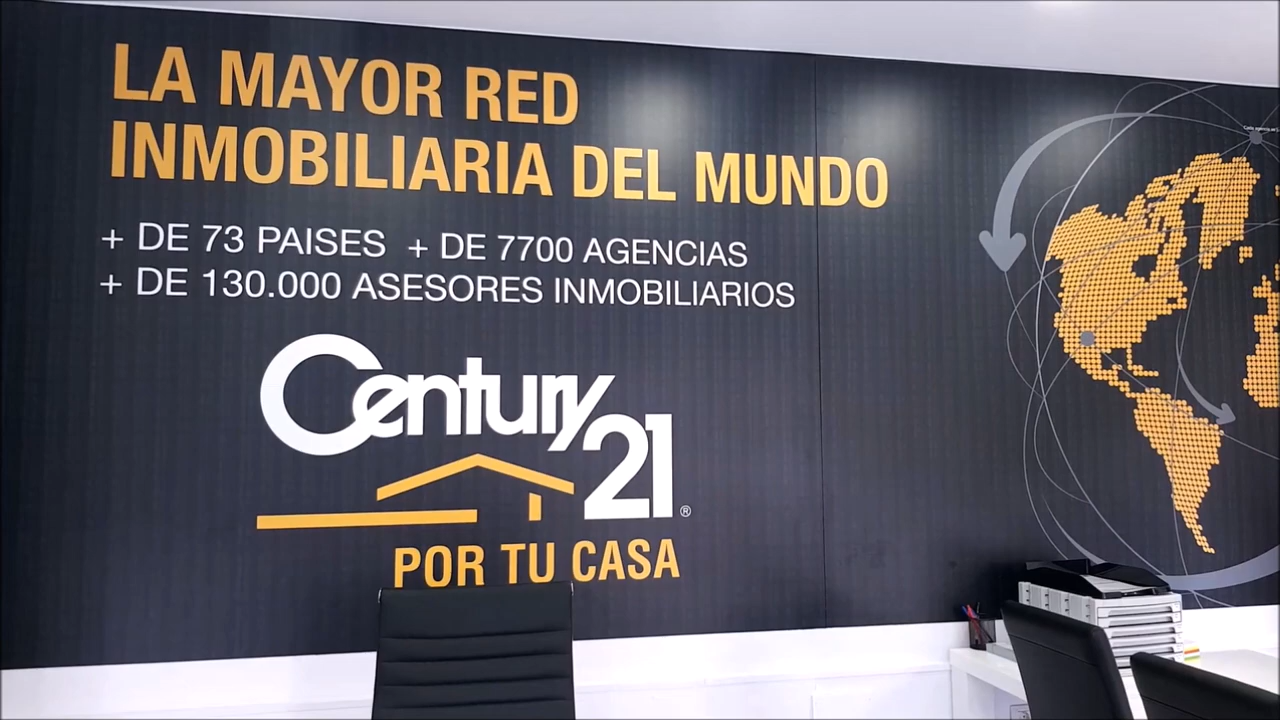 LA MAYOR RED
INMOBILIARIA DEL MUNDO
+ DE 73 PAISES + DE 7700 AGENCIAS
+ DE 130.000 ASESORES INMOBILIARIOS
Century
21®
POR TU CASA